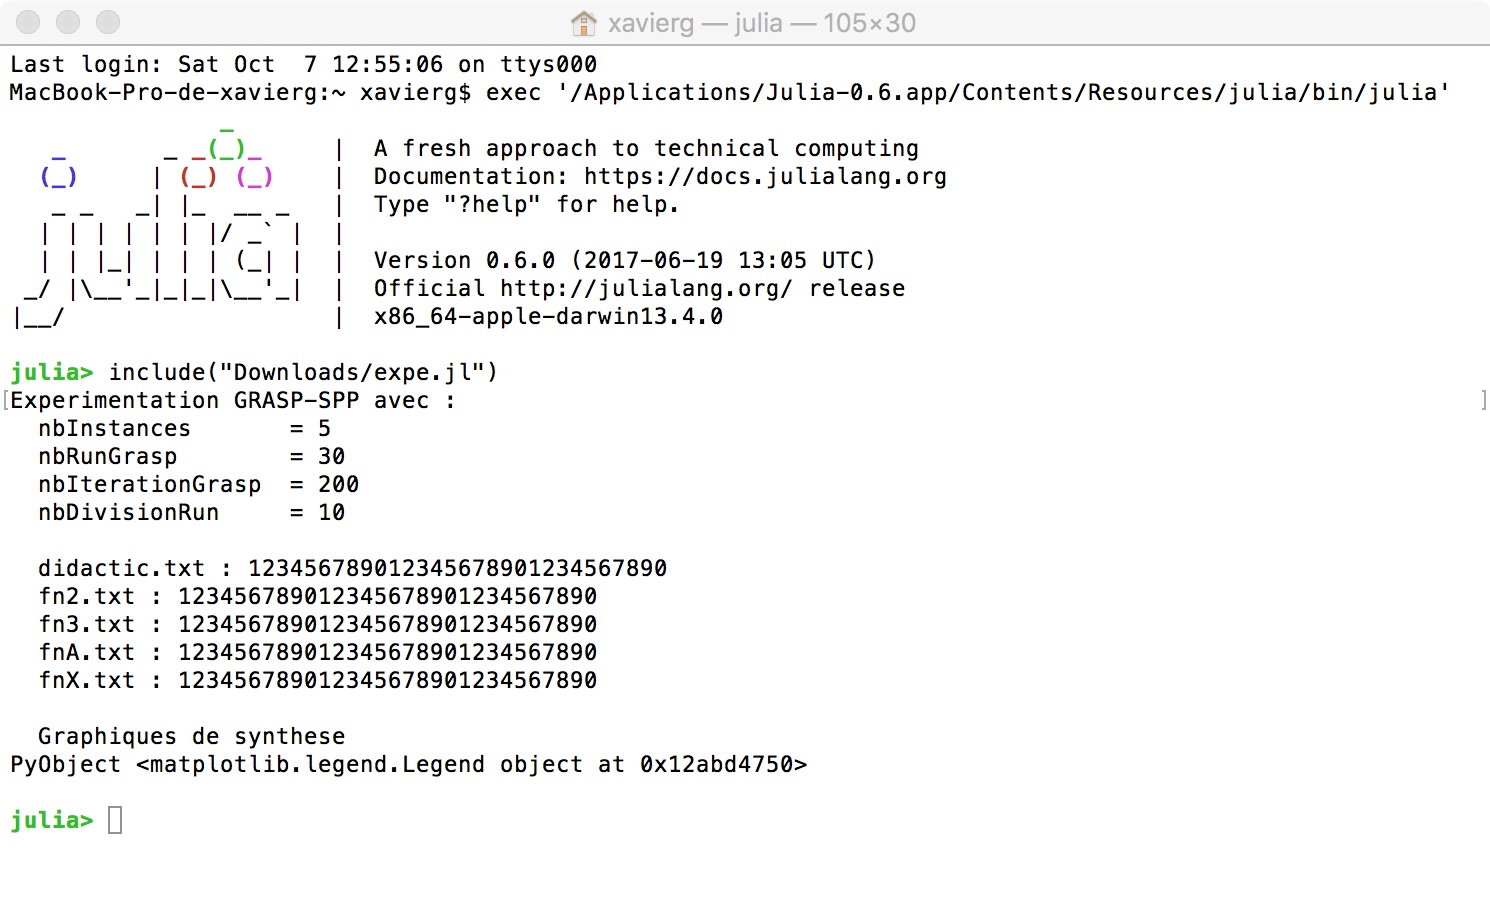 xavierg — julia — 105×30
Last login: Sat Oct  7 12:55:06 on ttys000
MacBook-Pro-de-xavierg:~ xavierg$ exec '/Applications/Julia-0.6.app/Contents/Resources/julia/bin/julia'
               _
   _       _ _(_)_     |  A fresh approach to technical computing
  (_)     | (_) (_)    |  Documentation: https://docs.julialang.org
   _ _   _| |_  __ _   |  Type "?help" for help.
  | | | | | | |/ _` |  |
  | | |_| | | | (_| |  |  Version 0.6.0 (2017-06-19 13:05 UTC)
 _/ |\__'_|_|_|\__'_|  |  Official http://julialang.org/ release
|__/                   |  x86_64-apple-darwin13.4.0
julia> include("Downloads/expe.jl")
[Experimentation GRASP-SPP avec : ]
  nbInstances       = 5
  nbRunGrasp        = 30
  nbIterationGrasp  = 200
  nbDivisionRun     = 10
  didactic.txt : 123456789012345678901234567890
  fn2.txt : 123456789012345678901234567890
  fn3.txt : 123456789012345678901234567890
  fnA.txt : 123456789012345678901234567890
  fnX.txt : 123456789012345678901234567890
  Graphiques de synthese
PyObject <matplotlib.legend.Legend object at 0x12abd4750>
julia>